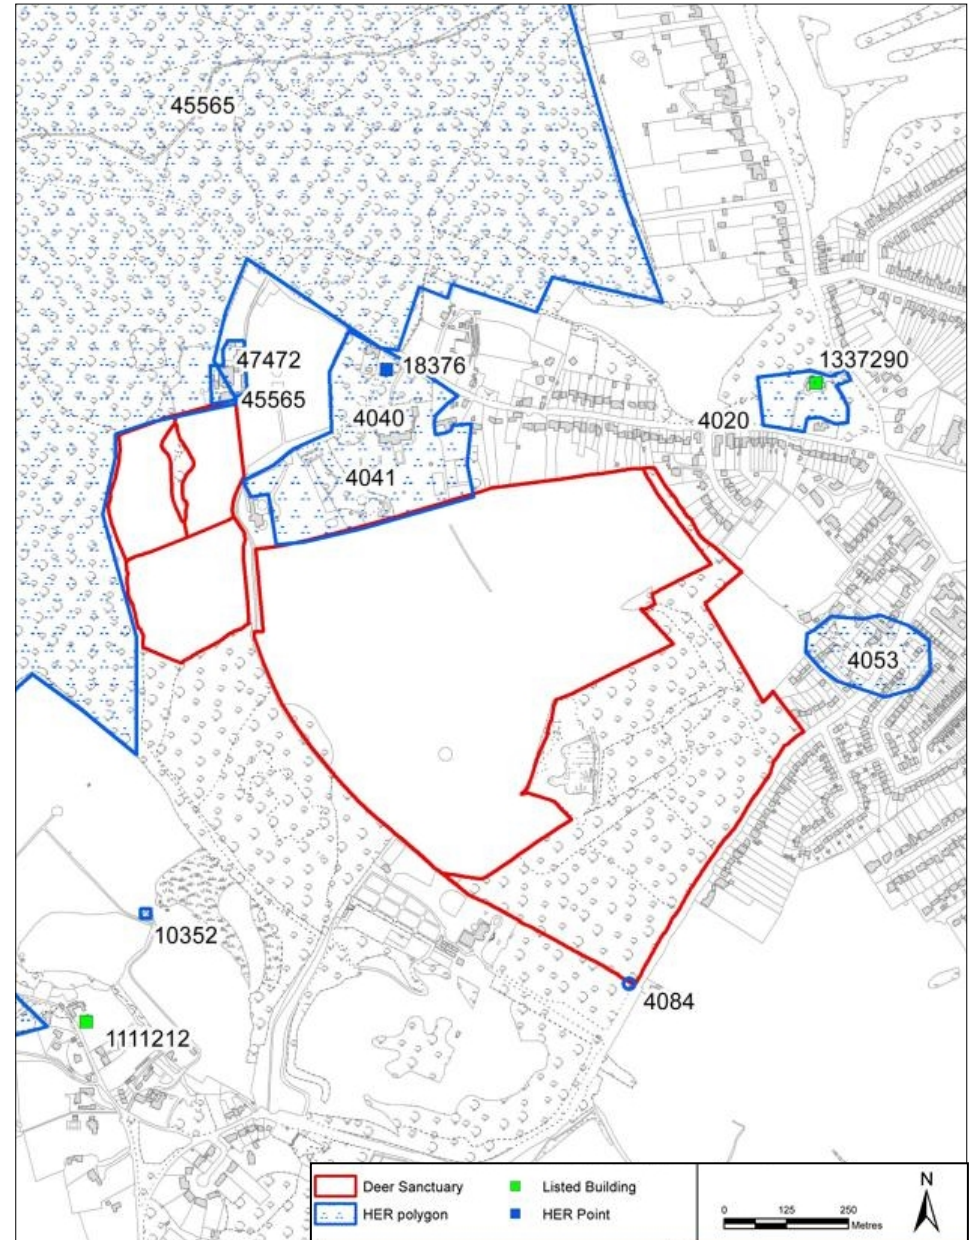 45565
47472
18376
1337290
45565
4040
4020
4041
4053
10352
4084
1111212
Deer Sanctuary
Listed Building
HER polygon
HER Point
N
0 125 250
Metres